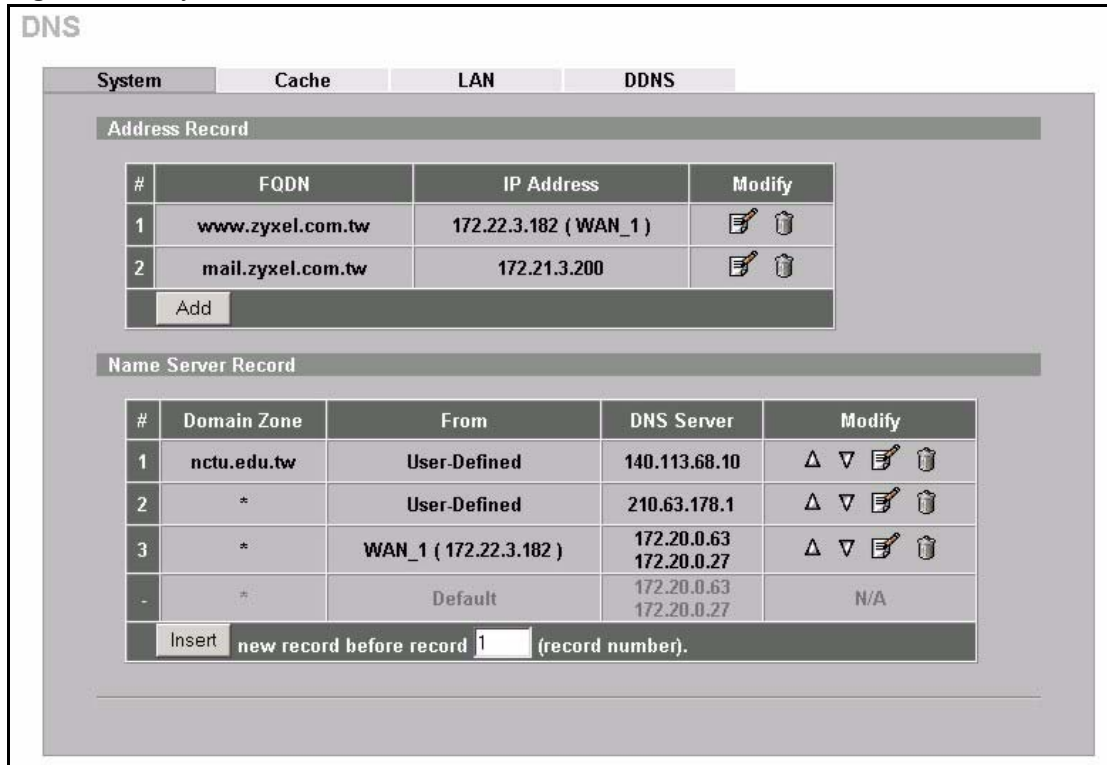 DNS
System Cache LAN DDNS
Address Record
# FQDN IP Address Modify
1 www.zyxel.com.tw 172.22.3.182 ( WAN_1 )
2 mail.zyxel.com.tw 172.21.3.200
Add
Name Server Record
# Domain Zone From DNS Server Modify
1 nctu.edu.tw User-Defined 140.113.68.10
2 * User-Defined 210.63.178.1
3 * WAN_1 ( 172.22.3.182 ) 172.20.0.63
172.20.0.27
- * Default 172.20.0.63
172.20.0.27 N/A
Insert new record before record 1 (record number).